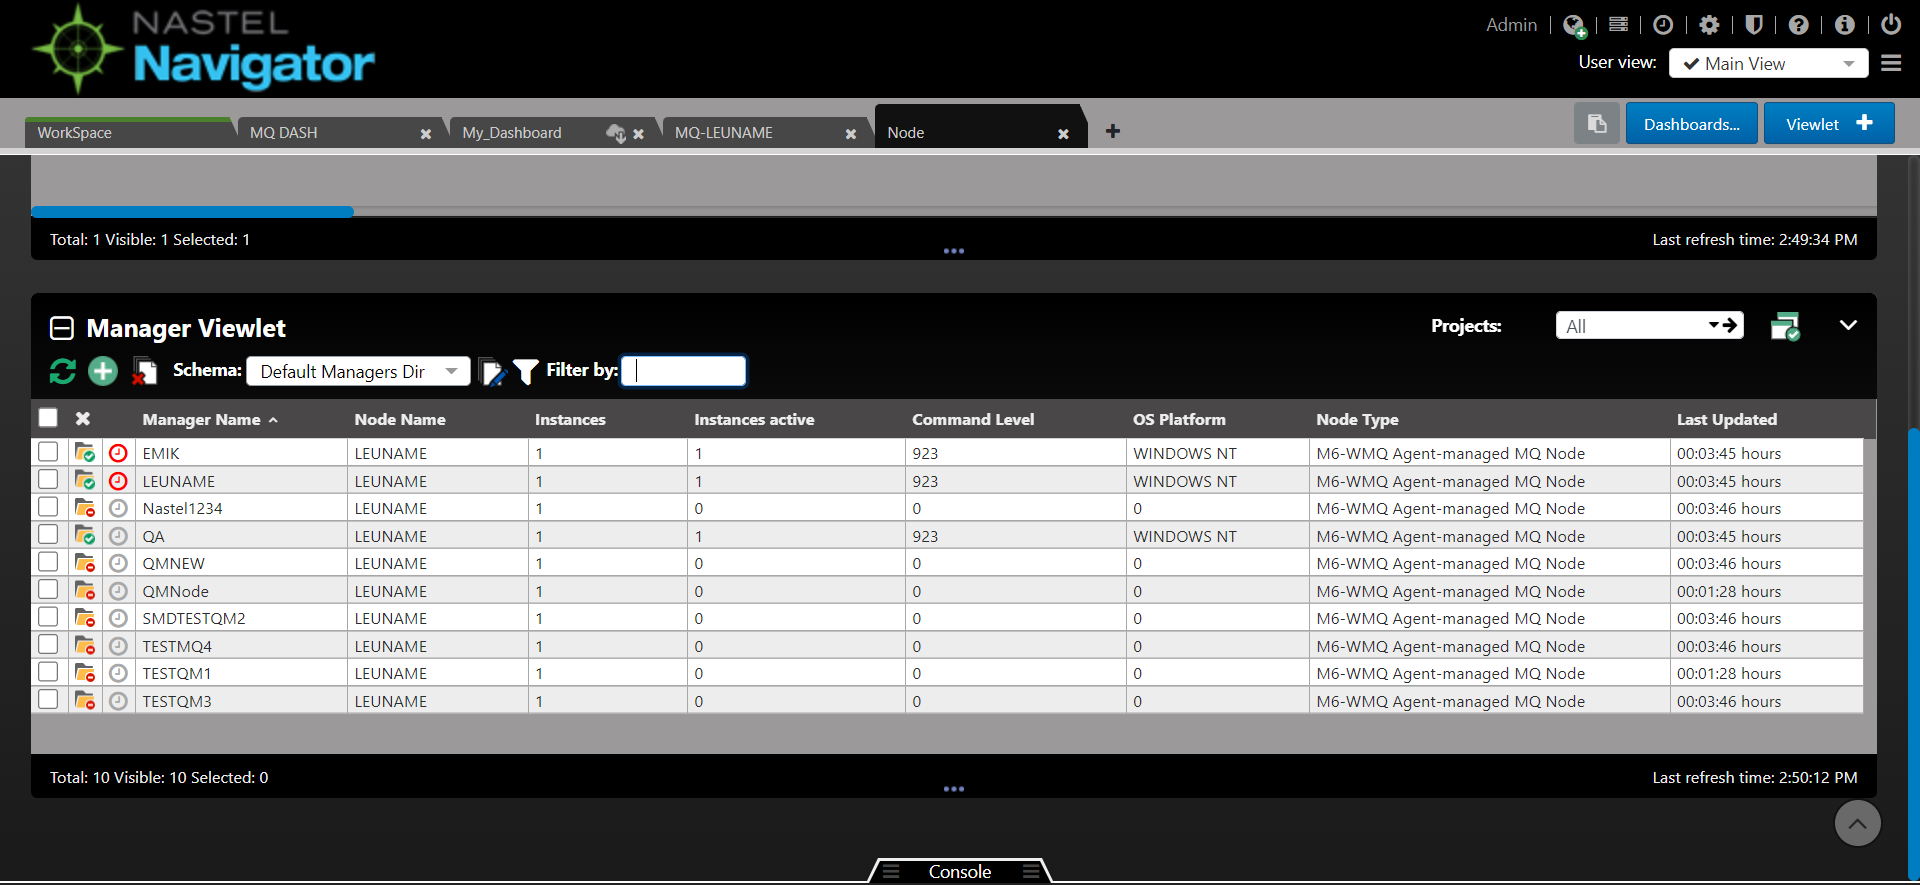 NASTEL
Navigator
Admin
User view: Main View
WorkSpace MQ DASH My_Dashboard MQ-LEUNAME Node Dashboards... Viewlet
Total: 1 Visible: 1 Selected: 1 Last refresh time: 2:49:34 PM
Manager Viewlet Projects: All
Schema: Default Managers Dir Filter by:
Manager Name Node Name Instances Instances active Command Level OS Platform Node Type Last Updated
EMIK LEUNAME 1 1 923 WINDOWS NT M6-WMQ Agent-managed MQ Node 00:03:45 hours
LEUNAME LEUNAME 1 1 923 WINDOWS NT M6-WMQ Agent-managed MQ Node 00:03:45 hours
Nastel1234 LEUNAME 1 0 0 0 M6-WMQ Agent-managed MQ Node 00:03:46 hours
QA LEUNAME 1 1 923 WINDOWS NT M6-WMQ Agent-managed MQ Node 00:03:45 hours
QMNEW LEUNAME 1 0 0 0 M6-WMQ Agent-managed MQ Node 00:03:46 hours
QMNode LEUNAME 1 0 0 0 M6-WMQ Agent-managed MQ Node 00:01:28 hours
SMDTESTQM2 LEUNAME 1 0 0 0 M6-WMQ Agent-managed MQ Node 00:03:46 hours
TESTMQ4 LEUNAME 1 0 0 0 M6-WMQ Agent-managed MQ Node 00:03:46 hours
TESTQM1 LEUNAME 1 0 0 0 M6-WMQ Agent-managed MQ Node 00:01:28 hours
TESTQM3 LEUNAME 1 0 0 0 M6-WMQ Agent-managed MQ Node 00:03:46 hours
Total: 10 Visible: 10 Selected: 0 Last refresh time: 2:50:12 PM
Console